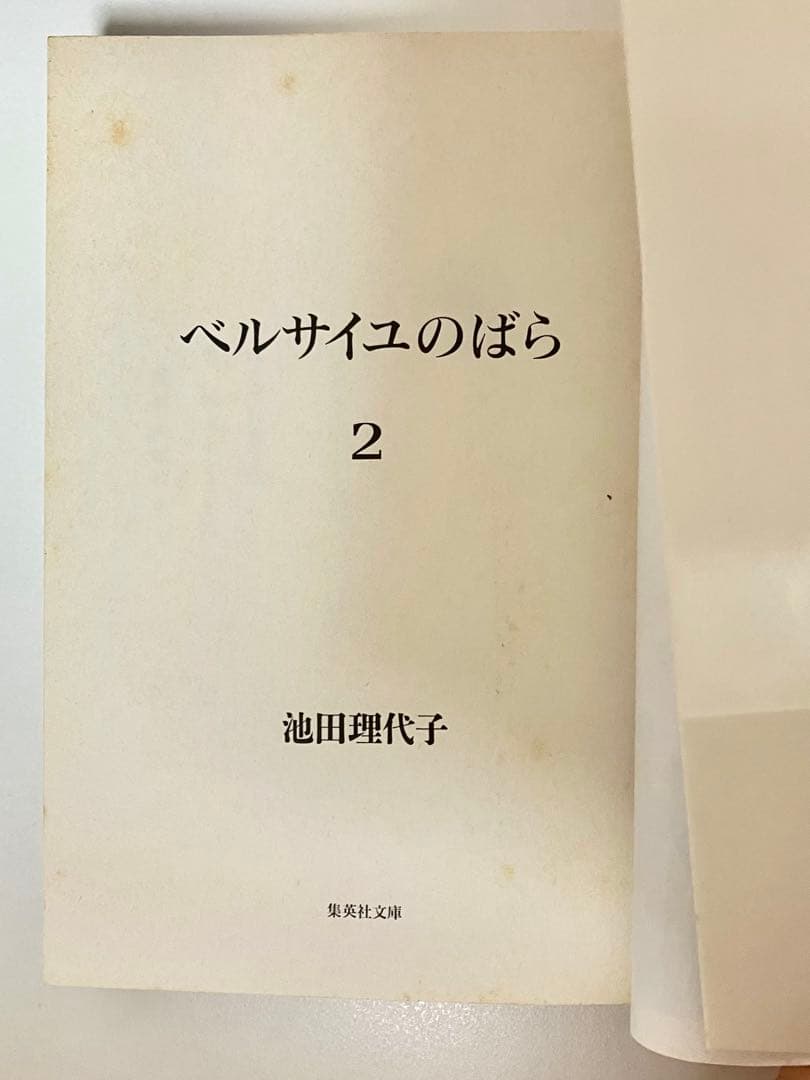 ベルサイユのばら
2
池田理代子
集英社文庫